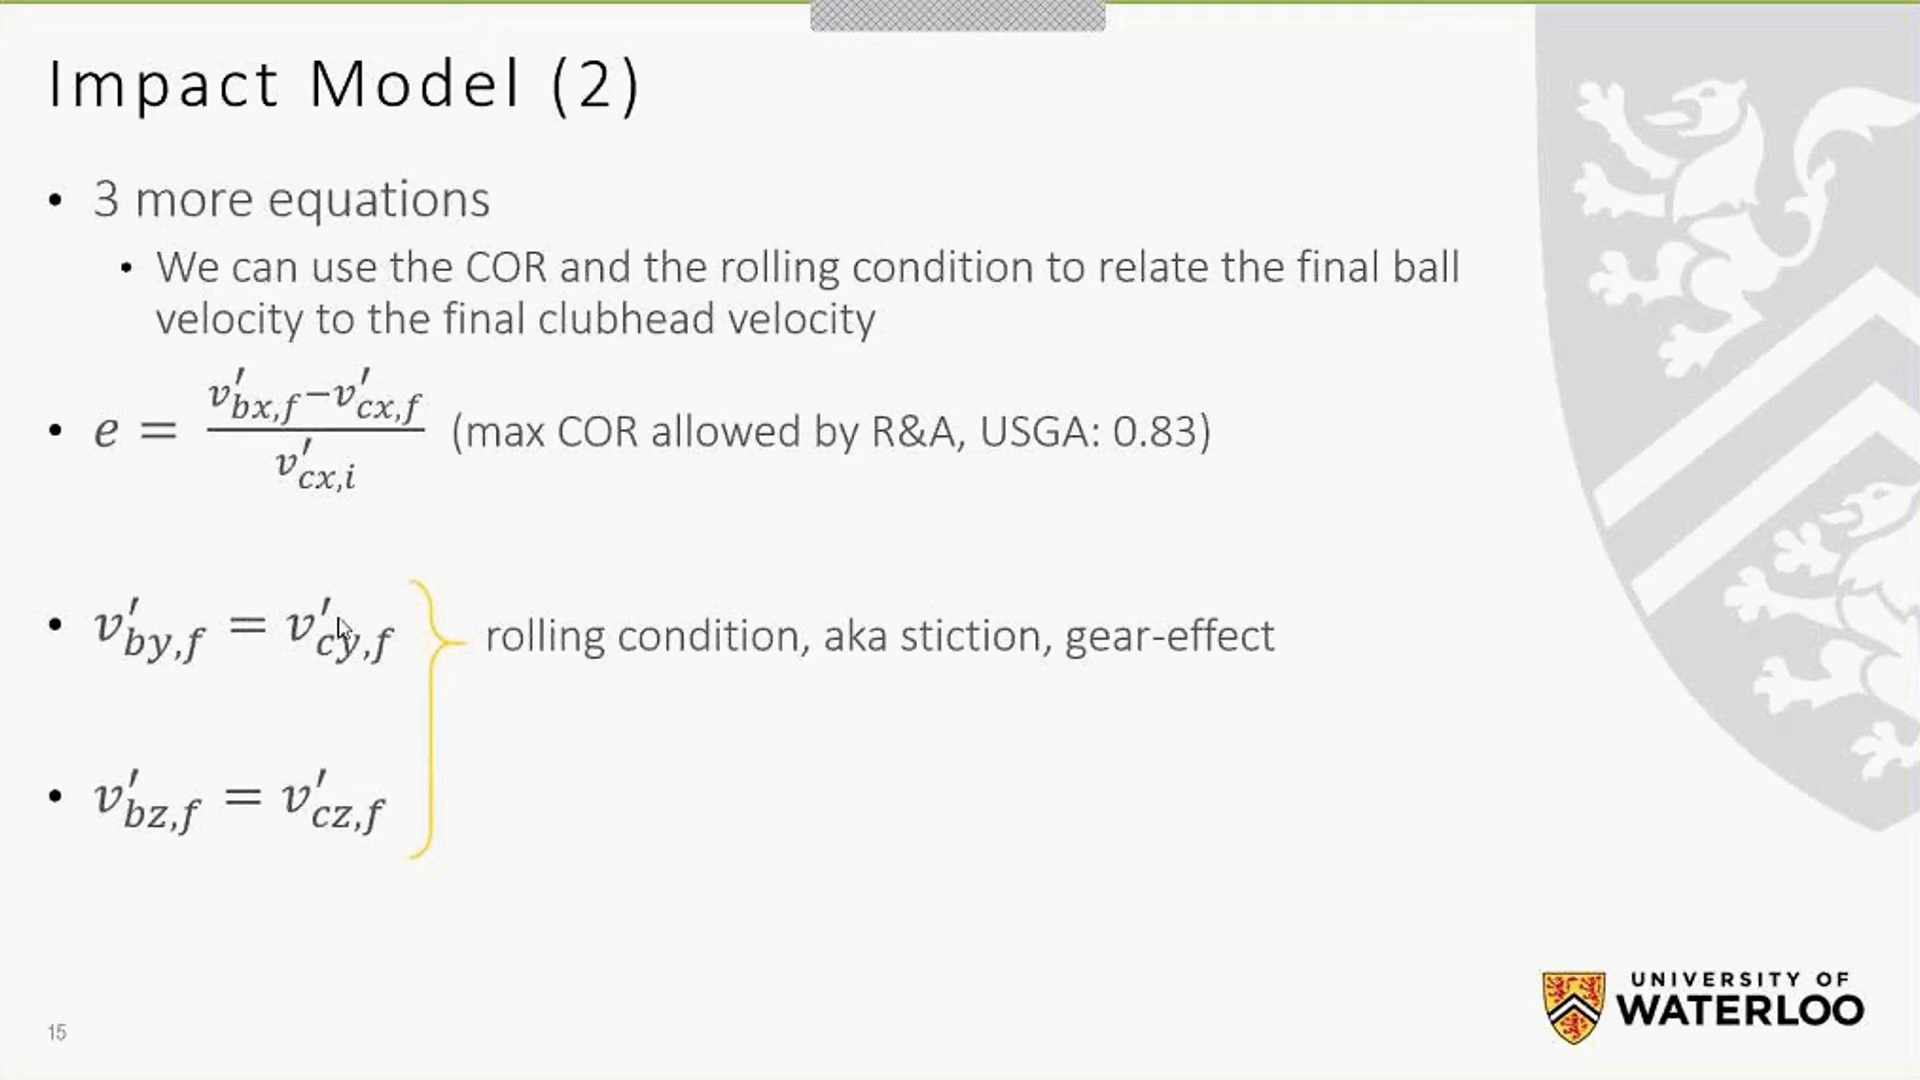 Impact Model (2)
• 3 more equations
• We can use the COR and the rolling condition to relate the final ball
velocity to the final clubhead velocity
• e = (v′bx,f − v′cx,f) / v′cx,i (max COR allowed by R&A, USGA: 0.83)
• v′by,f = v′cy,f rolling condition, aka stiction, gear-effect
• v′bz,f = v′cz,f
UNIVERSITY OF
WATERLOO
15